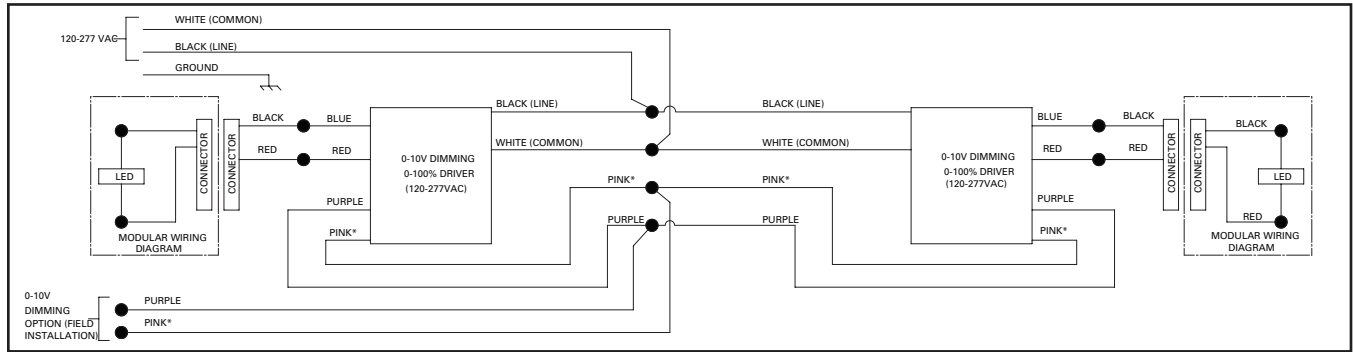 WHITE (COMMON)
120-277 VAC
BLACK (LINE)
GROUND
BLACK (LINE)
BLACK (LINE)
BLACK
BLUE
BLUE
BLACK
BLACK
CONNECTOR
CONNECTOR
CONNECTOR
CONNECTOR
WHITE (COMMON)
WHITE (COMMON)
RED
RED
RED
RED
0-10V DIMMING
0-100% DRIVER
(120-277VAC)
0-10V DIMMING
0-100% DRIVER
(120-277VAC)
LED
LED
PINK*
PINK*
PURPLE
PURPLE
PURPLE
PURPLE
RED
PINK*
PINK*
MODULAR WIRING
DIAGRAM
MODULAR WIRING
DIAGRAM
0-10V
DIMMING
OPTION (FIELD
INSTALLATION)
PURPLE
PINK*